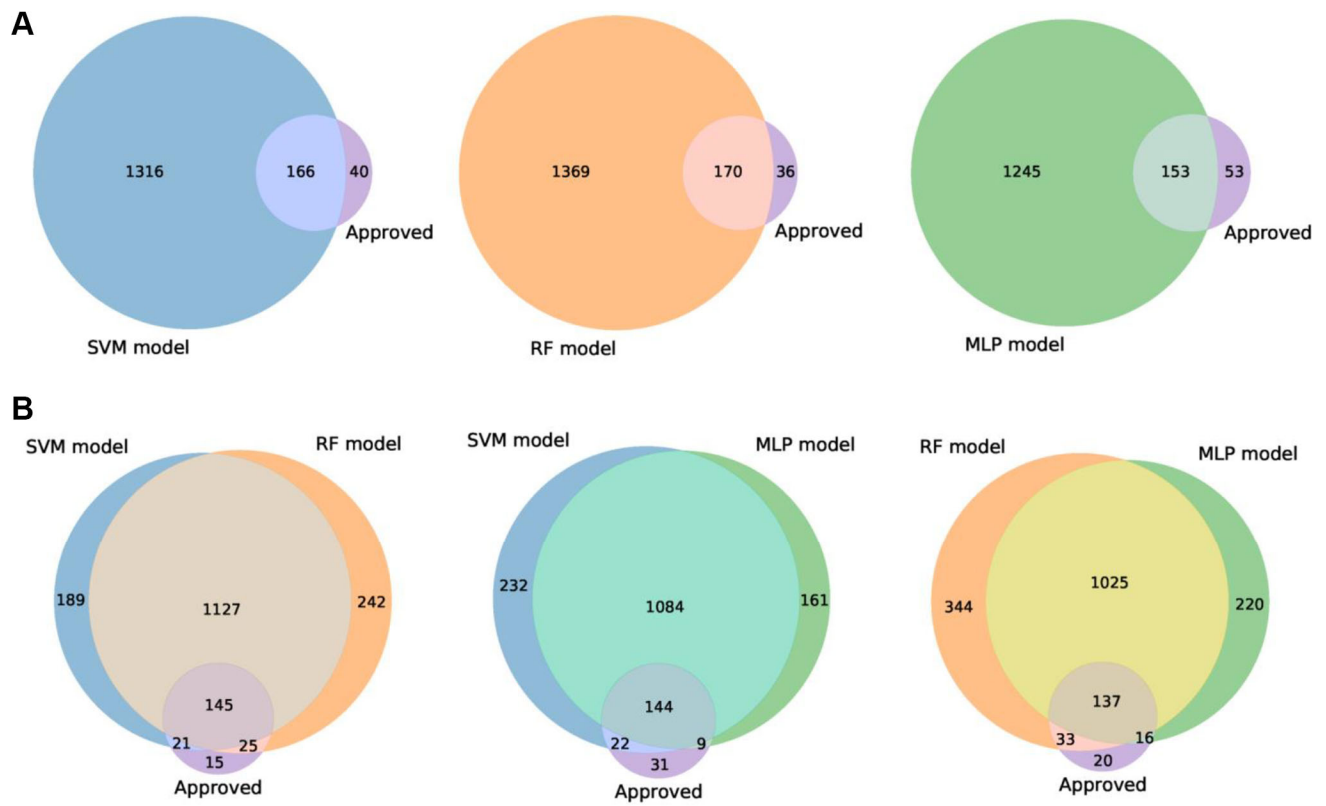 A
1316 166 40
Approved
SVM model
1369 170 36
Approved
RF model
1245 153 53
Approved
MLP model
B
SVM model
RF model
189 1127 242
145
21 25
15
Approved
SVM model
MLP model
232 1084 161
144
22 9
31
Approved
RF model
MLP model
344 1025 220
137
33 16
20
Approved